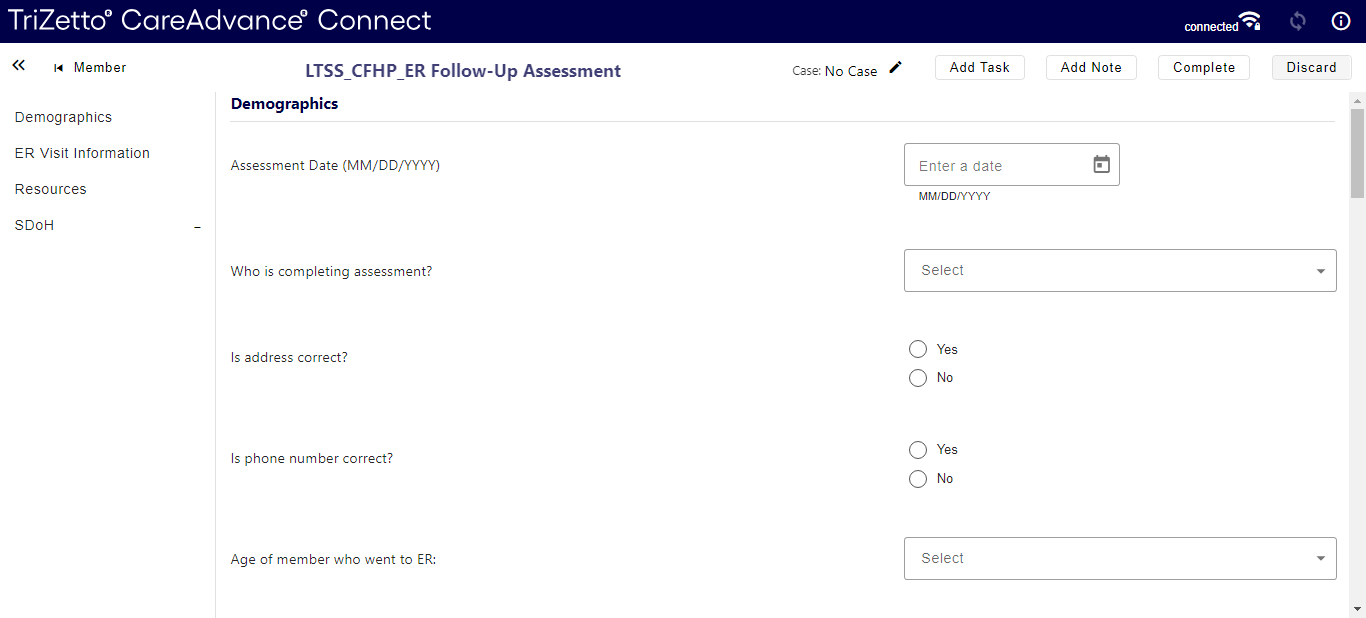 TriZetto® CareAdvance® Connect
connected
Member
LTSS_CFHP_ER Follow-Up Assessment
Case: No Case
Add Task
Add Note
Complete
Discard
Demographics
ER Visit Information
Resources
SDoH
Demographics
Assessment Date (MM/DD/YYYY)
Enter a date
MM/DD/YYYY
Who is completing assessment?
Select
Is address correct?
Yes
No
Is phone number correct?
Yes
No
Age of member who went to ER:
Select